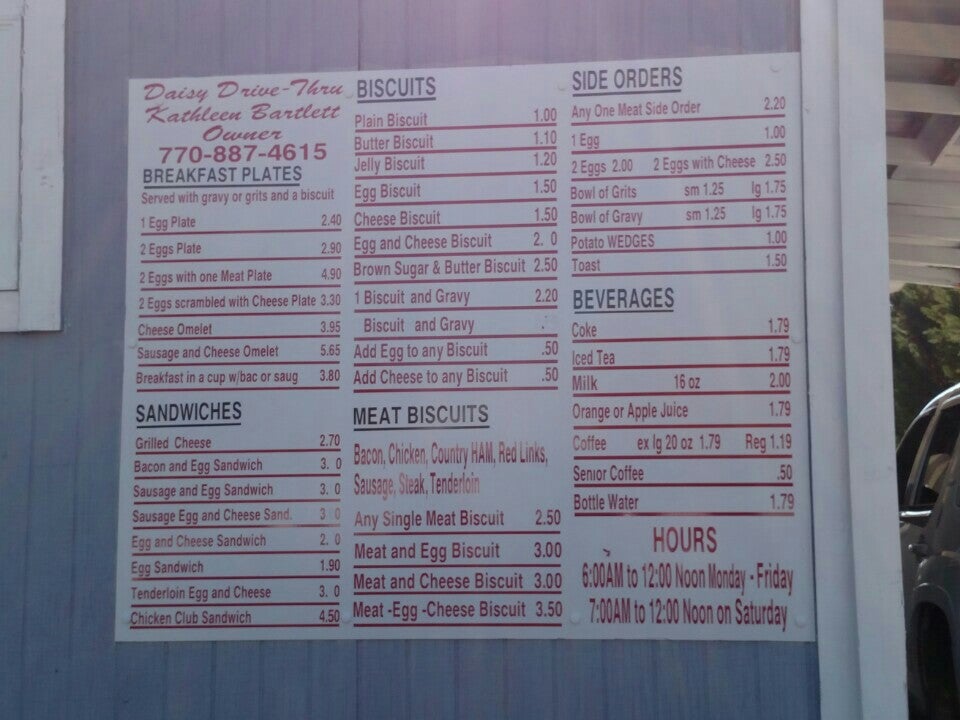 Daisy Drive-Thru
Kathleen Bartlett
Owner
770-887-4615
BREAKFAST PLATES
Served with gravy or grits and a biscuit
1 Egg Plate 2.40
2 Eggs Plate 2.90
2 Eggs with one Meat Plate 4.90
2 Eggs scrambled with Cheese Plate 3.30
Cheese Omelet 3.95
Sausage and Cheese Omelet 5.65
Breakfast in a cup w/bac or saug 3.80
SANDWICHES
Grilled Cheese 2.70
Bacon and Egg Sandwich 3. 0
Sausage and Egg Sandwich 3. 0
Sausage Egg and Cheese Sand. 3 0
Egg and Cheese Sandwich 2. 0
Egg Sandwich 1.90
Tenderloin Egg and Cheese 3. 0
Chicken Club Sandwich 4.50
BISCUITS
Plain Biscuit 1.00
Butter Biscuit 1.10
Jelly Biscuit 1.20
Egg Biscuit 1.50
Cheese Biscuit 1.50
Egg and Cheese Biscuit 2. 0
Brown Sugar & Butter Biscuit 2.50
1 Biscuit and Gravy 2.20
Biscuit and Gravy .
Add Egg to any Biscuit .50
Add Cheese to any Biscuit .50
MEAT BISCUITS
Bacon, Chicken, Country HAM, Red Links,
Sausage, Steak, Tenderloin
Any Single Meat Biscuit 2.50
Meat and Egg Biscuit 3.00
Meat and Cheese Biscuit 3.00
Meat -Egg -Cheese Biscuit 3.50
SIDE ORDERS
Any One Meat Side Order 2.20
1 Egg 1.00
2 Eggs 2.00 2 Eggs with Cheese 2.50
Bowl of Grits sm 1.25 lg 1.75
Bowl of Gravy sm 1.25 lg 1.75
Potato WEDGES 1.00
Toast 1.50
BEVERAGES
Coke 1.79
Iced Tea 1.79
Milk 16 oz 2.00
Orange or Apple Juice 1.79
Coffee ex lg 20 oz 1.79 Reg 1.19
Senior Coffee .50
Bottle Water 1.79
HOURS
6:00AM to 12:00 Noon Monday - Friday
7:00AM to 12:00 Noon on Saturday